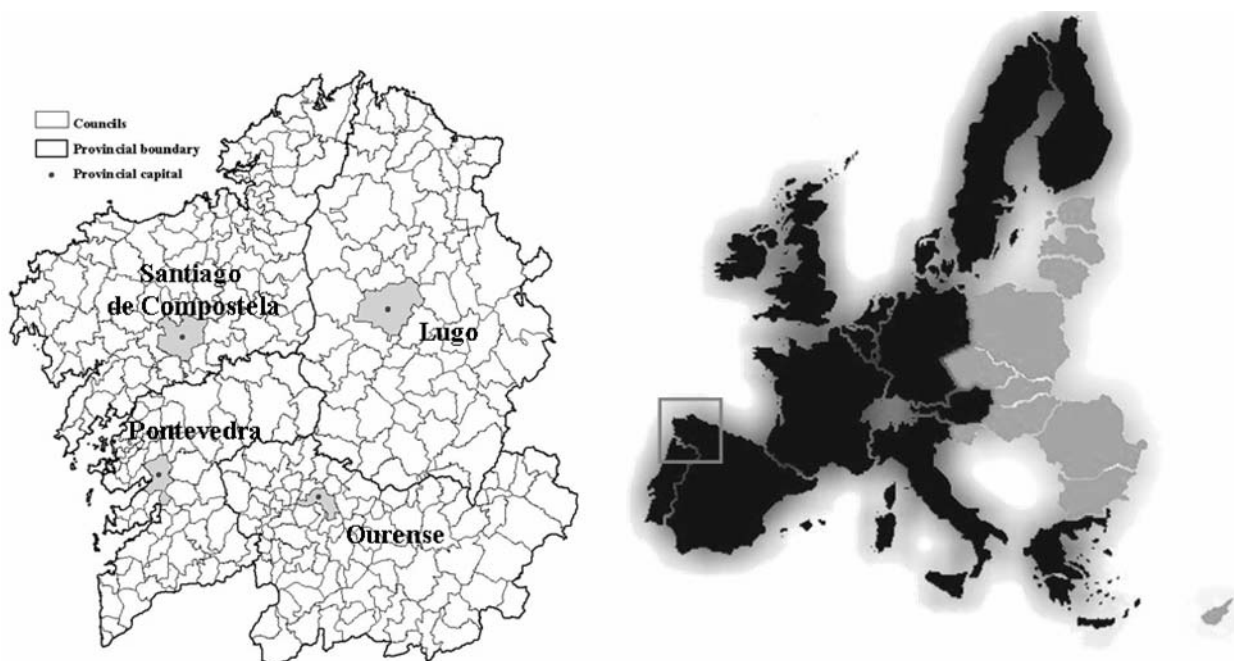 Councils
Provincial boundary
Provincial capital
Santiago
de Compostela
Lugo
Pontevedra
Ourense